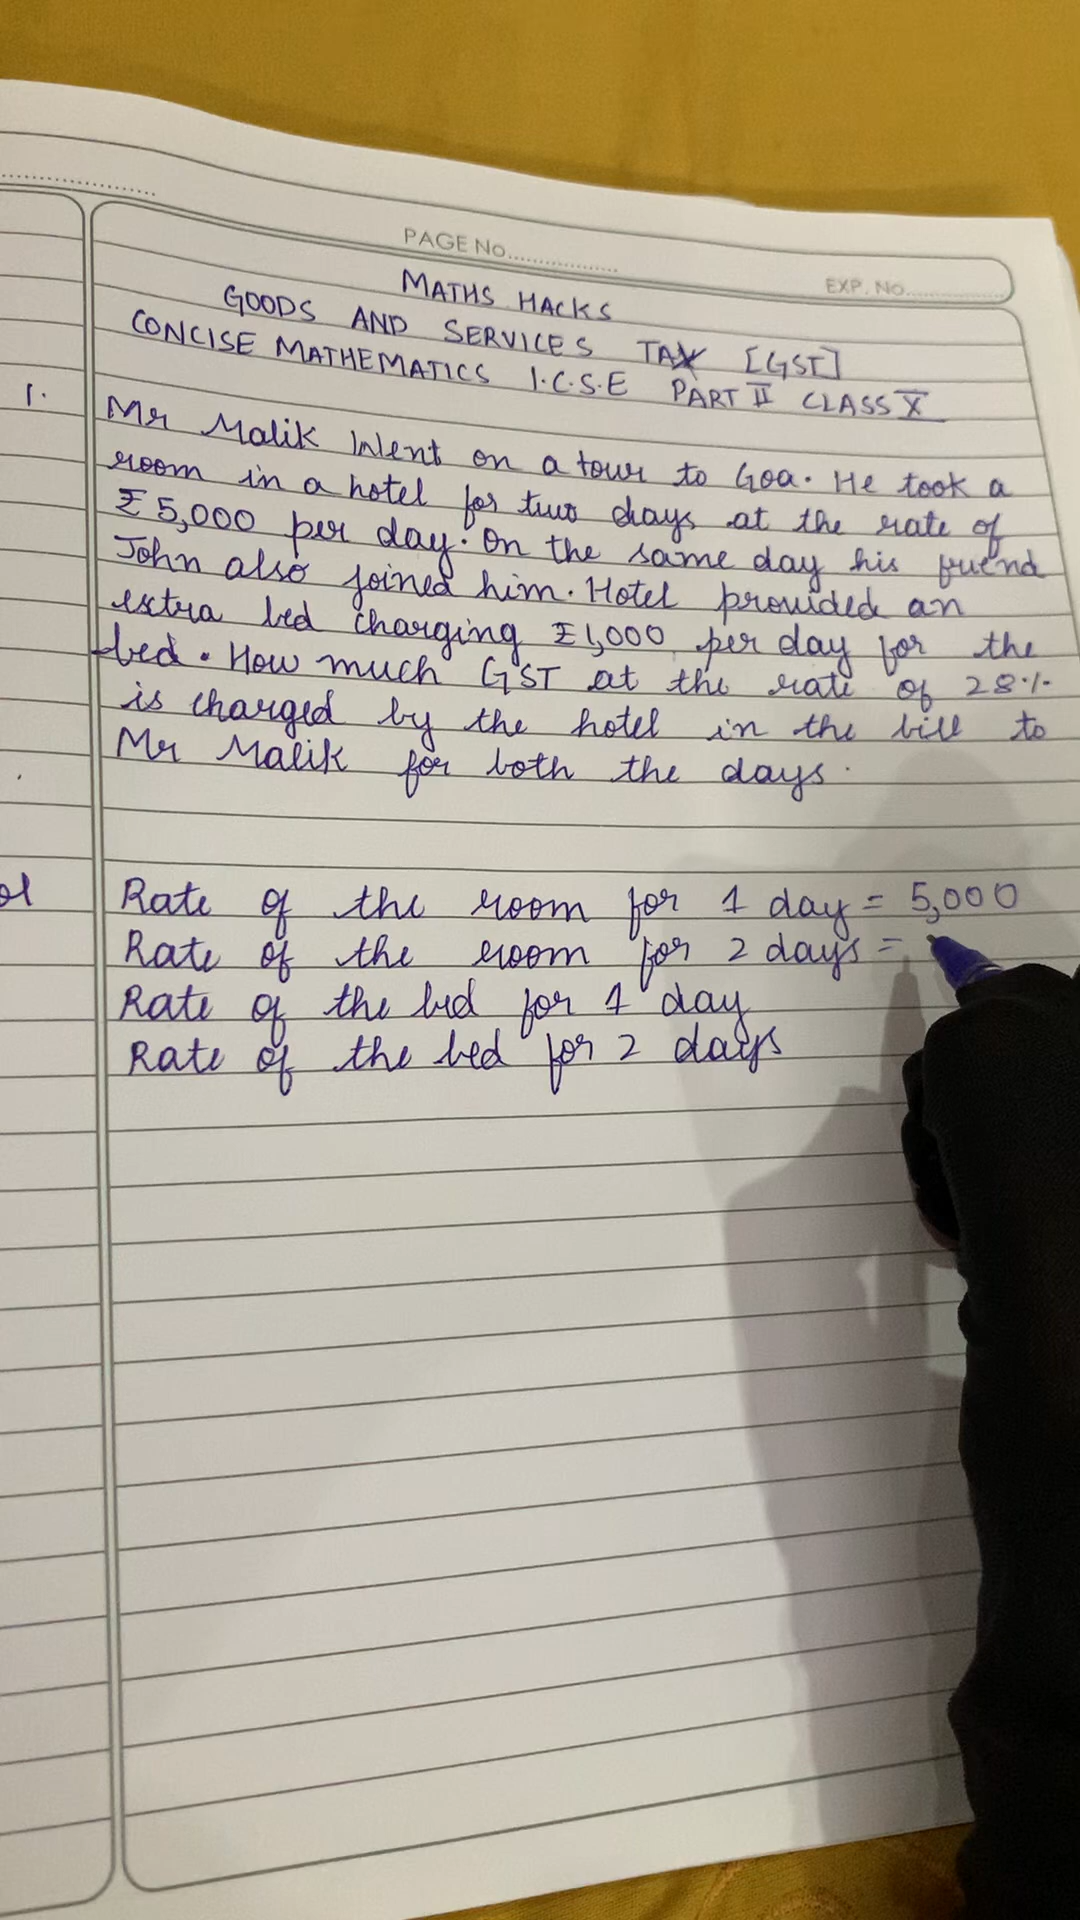 PAGE No.
EXP. No.
MATHS HACKS
GOODS AND SERVICES TAX [GST]
CONCISE MATHEMATICS I.C.S.E PART II CLASS X
1. Mr Malik Went on a tour to Goa. He took a
room in a hotel for two days at the rate of
₹5,000 per day. On the same day his friend
John also joined him. Hotel provided an
extra bed charging ₹1,000 per day for the
bed. How much GST at the rate of 28%
is charged by the hotel in the bill to
Mr Malik for both the days.
Rate of the room for 1 day = 5,000
Rate of the room for 2 days =
Rate of the bed for 1 day
Rate of the bed for 2 days